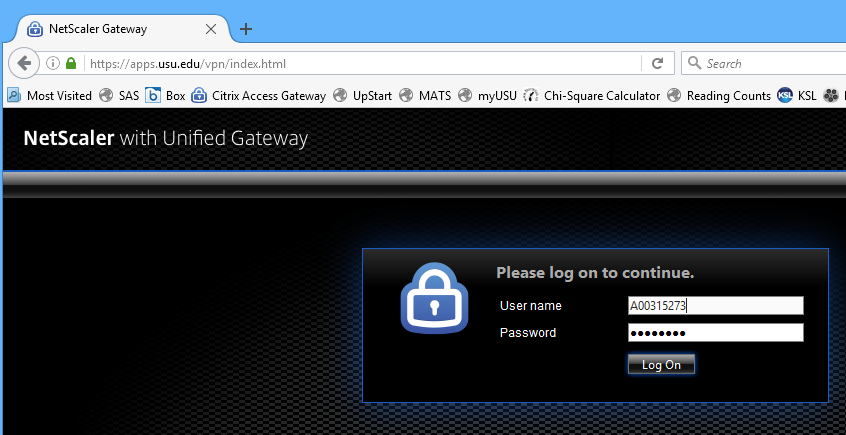 NetScaler Gateway
https://apps.usu.edu/vpn/index.html
Search
Most Visited SAS Box Citrix Access Gateway UpStart MATS myUSU Chi-Square Calculator Reading Counts KSL KSL
NetScaler with Unified Gateway
Please log on to continue.
User name A00315273
Password ●●●●●●●●
Log On